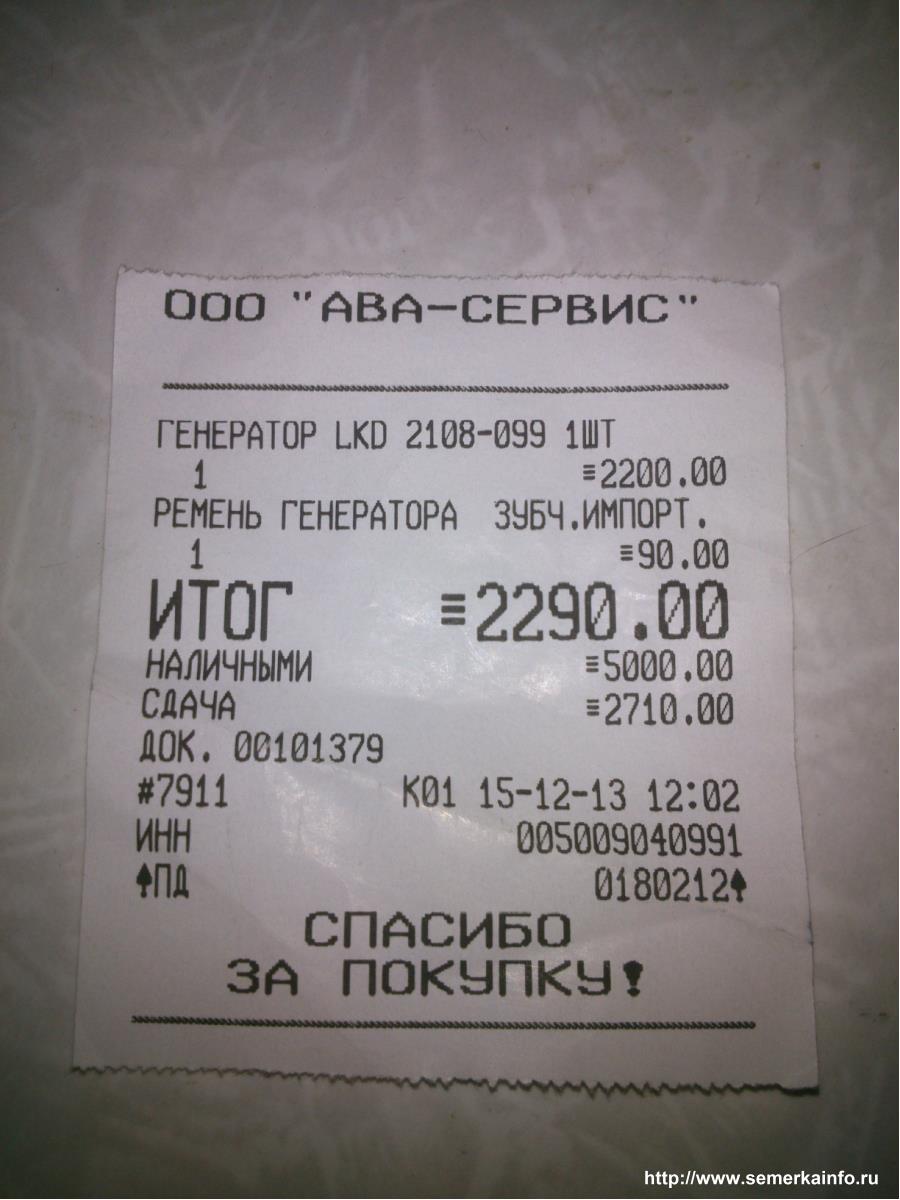 ООО "АВА-СЕРВИС"
ГЕНЕРАТОР LKD 2108-099 1ШТ
1 ≡2200.00
РЕМЕНЬ ГЕНЕРАТОРА ЗУБЧ.ИМПОРТ.
1 ≡90.00
ИТОГ ≡2290.00
НАЛИЧНЫМИ ≡5000.00
СДАЧА ≡2710.00
ДОК. 00101379
#7911 К01 15-12-13 12:02
ИНН 005009040991
ПД 0180212
СПАСИБО
ЗА ПОКУПКУ!
http://www.semerkainfo.ru